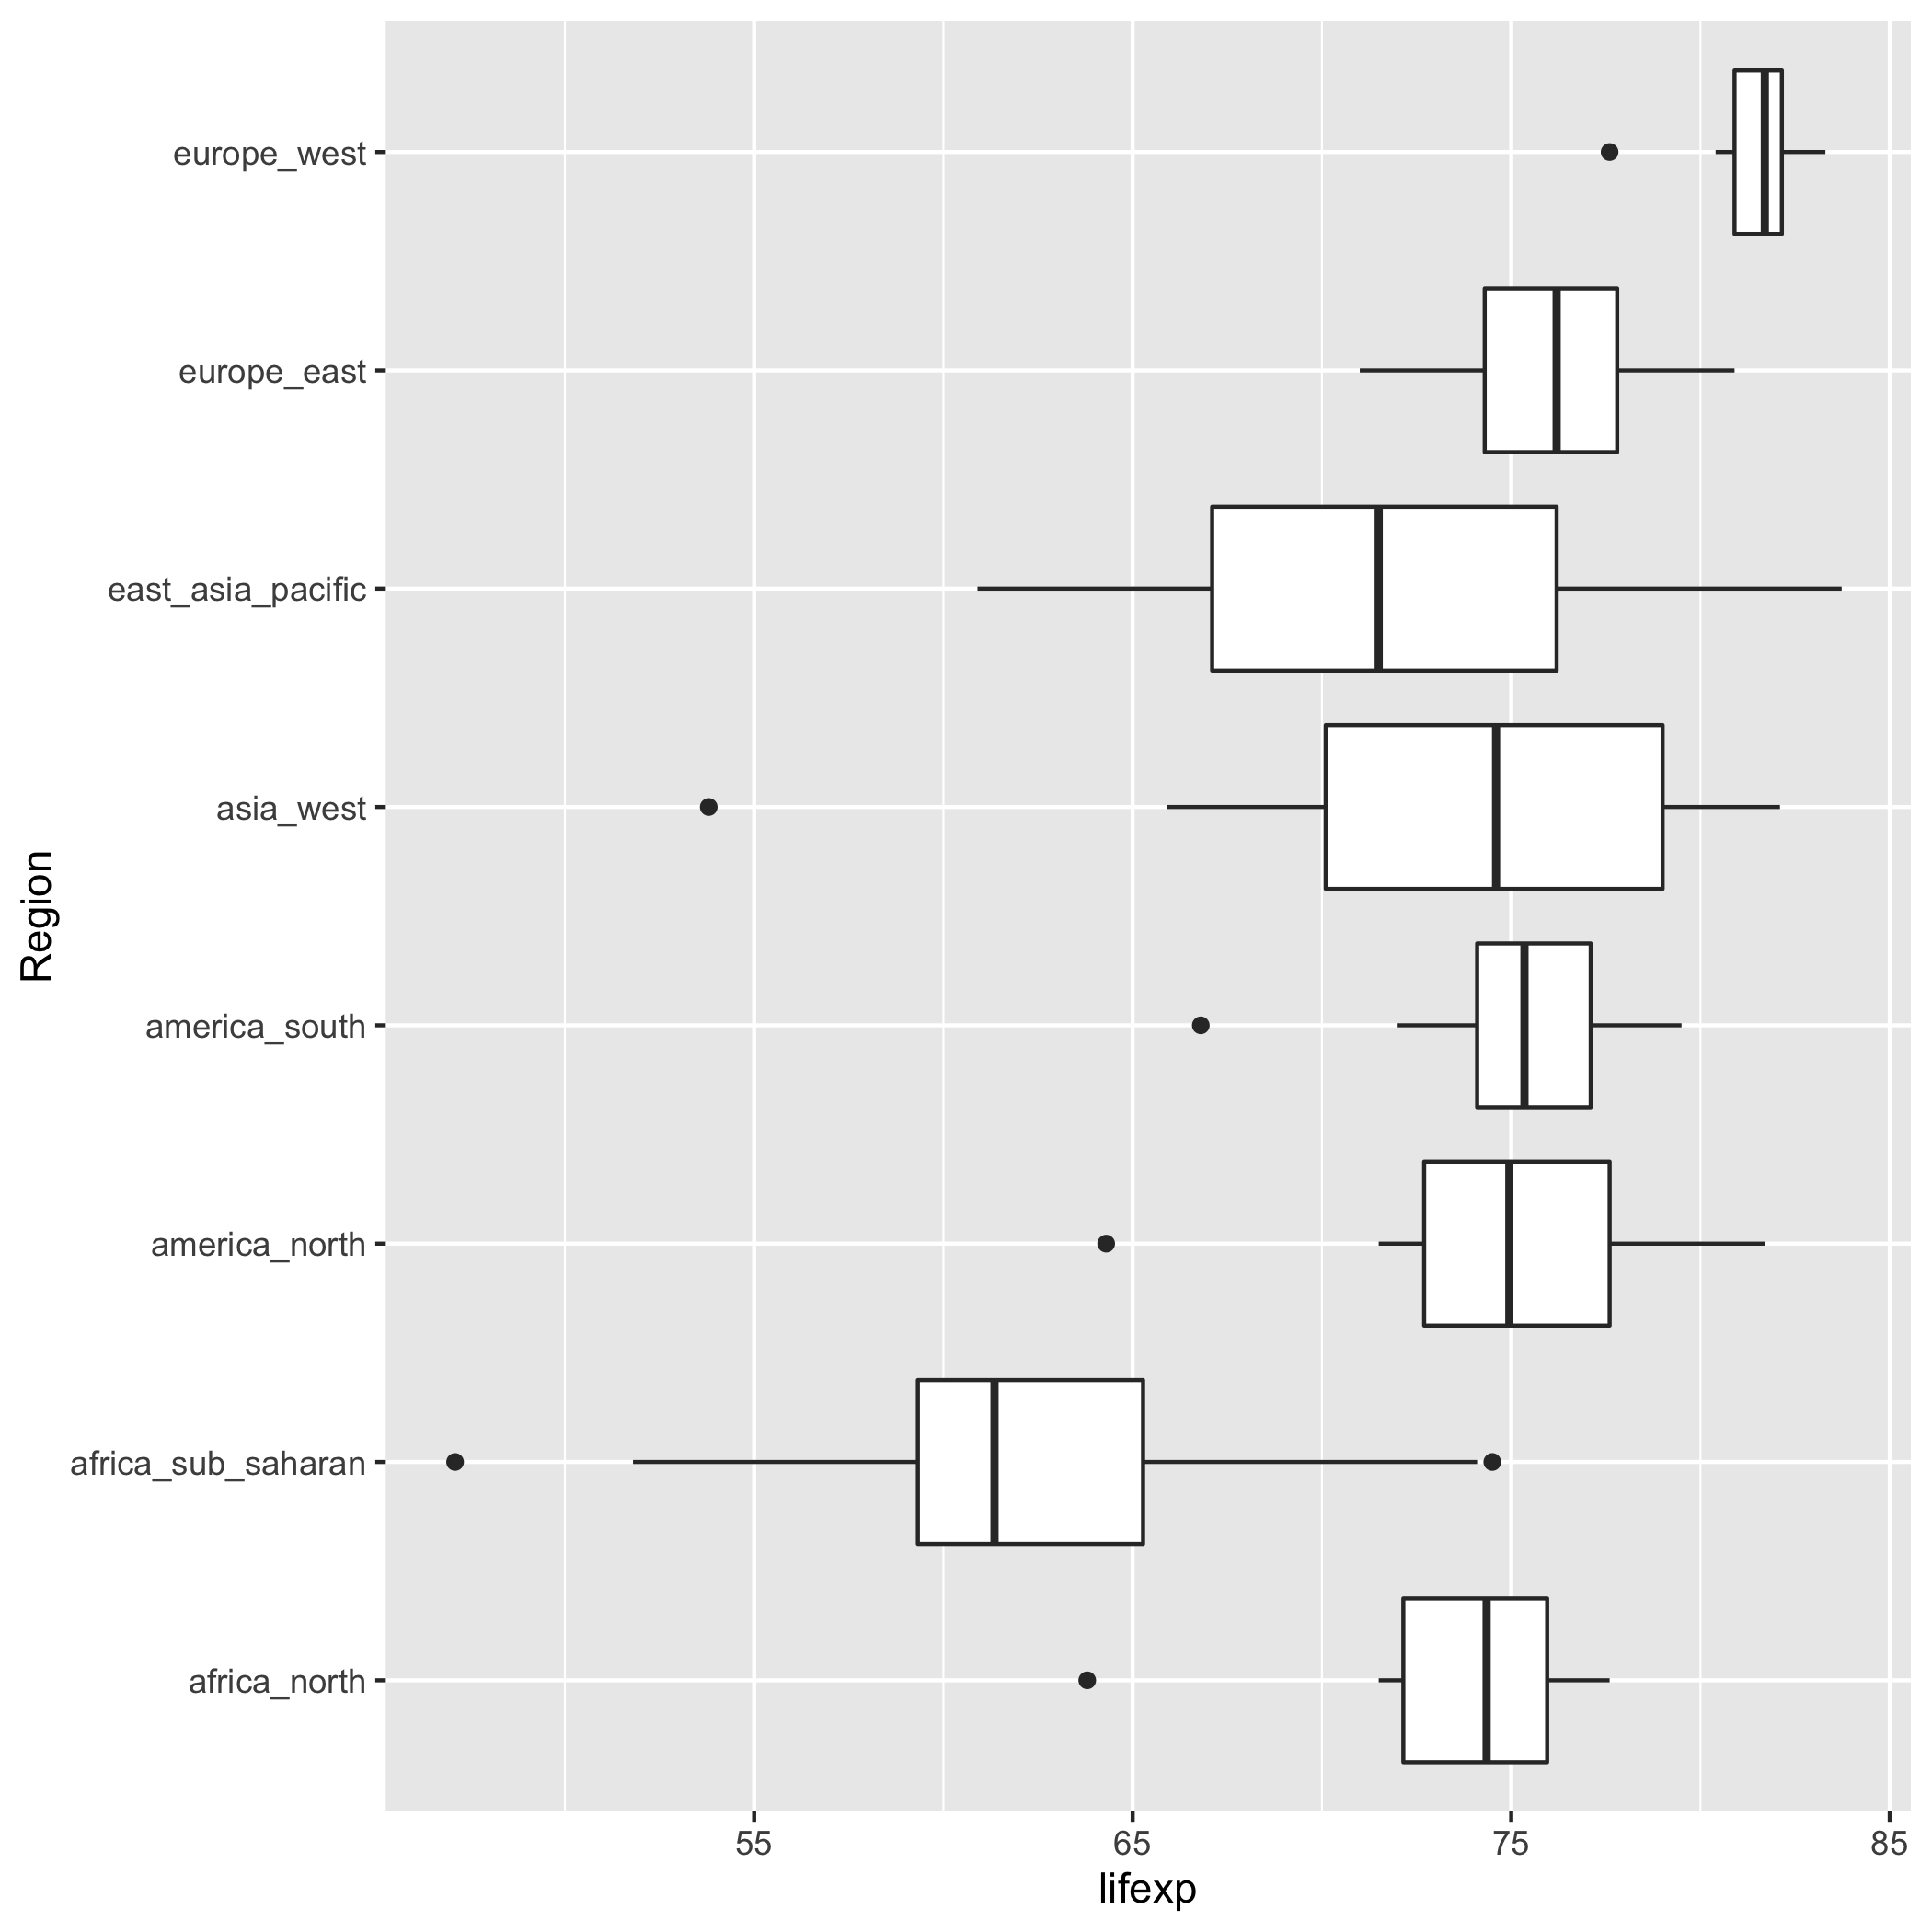 europe_west
europe_east
east_asia_pacific
asia_west
Region
america_south
america_north
africa_sub_saharan
africa_north
55 65 75 85
lifexp